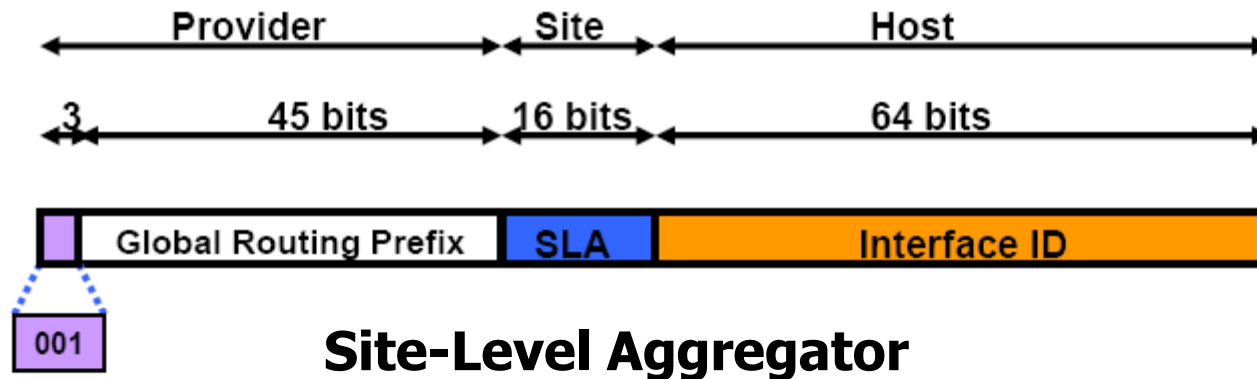 Provider Site Host
3 45 bits 16 bits 64 bits
Global Routing Prefix SLA Interface ID
001
Site-Level Aggregator